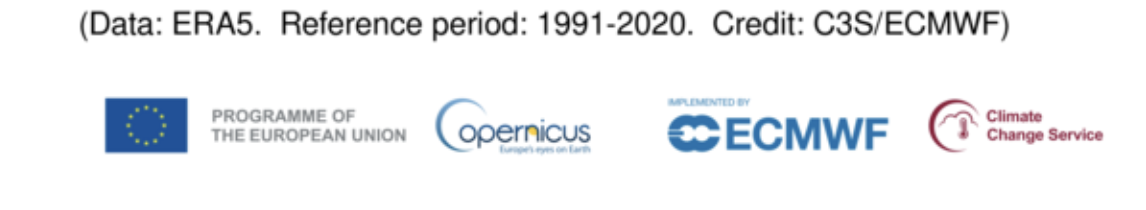 (Data: ERA5. Reference period: 1991-2020. Credit: C3S/ECMWF)
PROGRAMME OF
THE EUROPEAN UNION
opernicus
Europe's eyes on Earth
IMPLEMENTED BY
ECMWF
Climate
Change Service